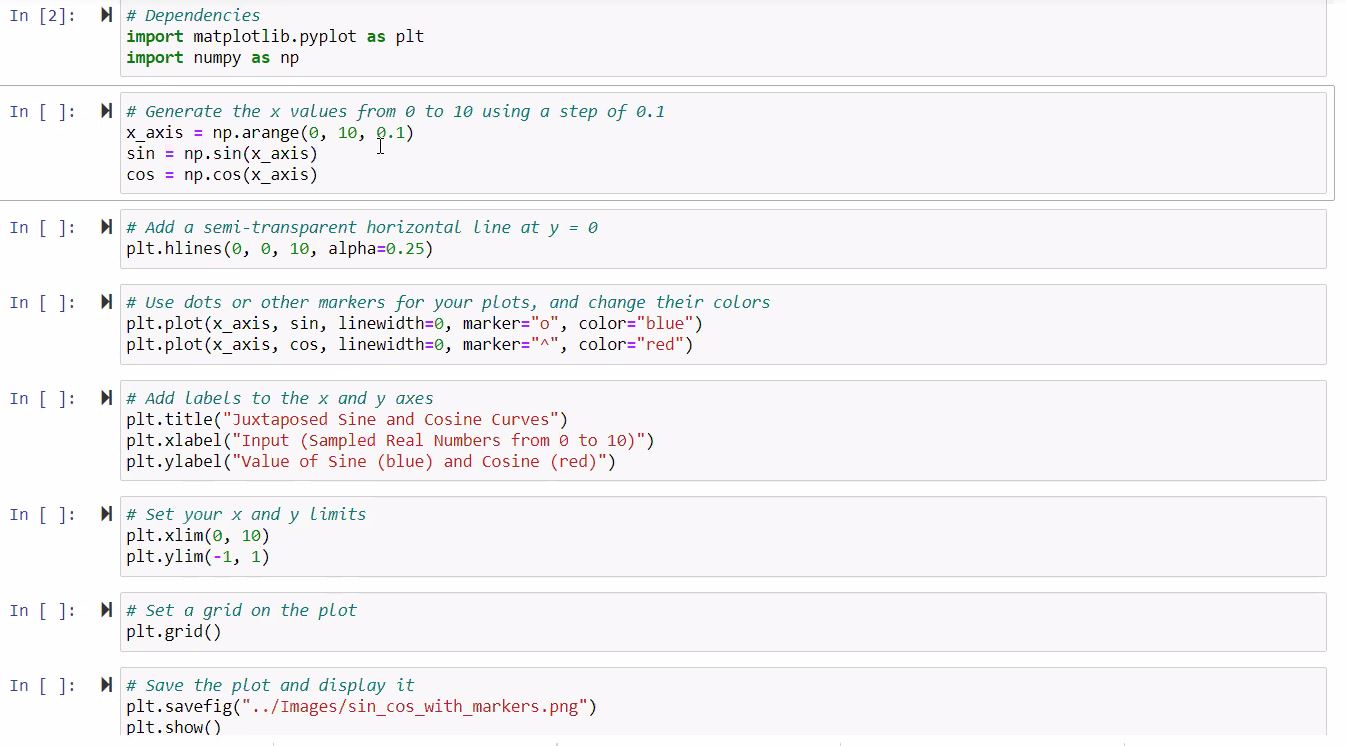 In [2]:
# Dependencies
import matplotlib.pyplot as plt
import numpy as np
In [ ]:
# Generate the x values from 0 to 10 using a step of 0.1
x_axis = np.arange(0, 10, 0.1)
sin = np.sin(x_axis)
cos = np.cos(x_axis)
In [ ]:
# Add a semi-transparent horizontal line at y = 0
plt.hlines(0, 0, 10, alpha=0.25)
In [ ]:
# Use dots or other markers for your plots, and change their colors
plt.plot(x_axis, sin, linewidth=0, marker="o", color="blue")
plt.plot(x_axis, cos, linewidth=0, marker="^", color="red")
In [ ]:
# Add labels to the x and y axes
plt.title("Juxtaposed Sine and Cosine Curves")
plt.xlabel("Input (Sampled Real Numbers from 0 to 10)")
plt.ylabel("Value of Sine (blue) and Cosine (red)")
In [ ]:
# Set your x and y limits
plt.xlim(0, 10)
plt.ylim(-1, 1)
In [ ]:
# Set a grid on the plot
plt.grid()
In [ ]:
# Save the plot and display it
plt.savefig("../Images/sin_cos_with_markers.png")
plt.show()